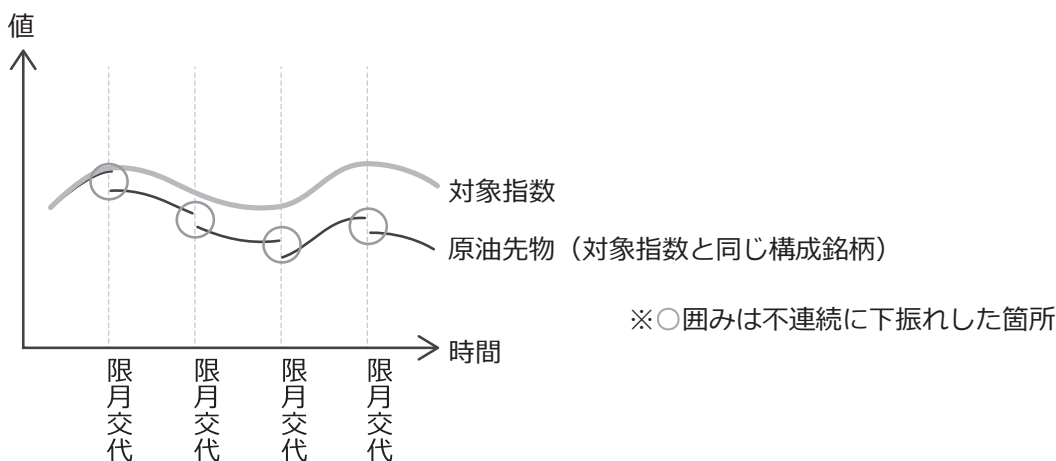 値
対象指数
原油先物（対象指数と同じ構成銘柄）
※○囲みは不連続に下振れした箇所
時間
限月交代
限月交代
限月交代
限月交代